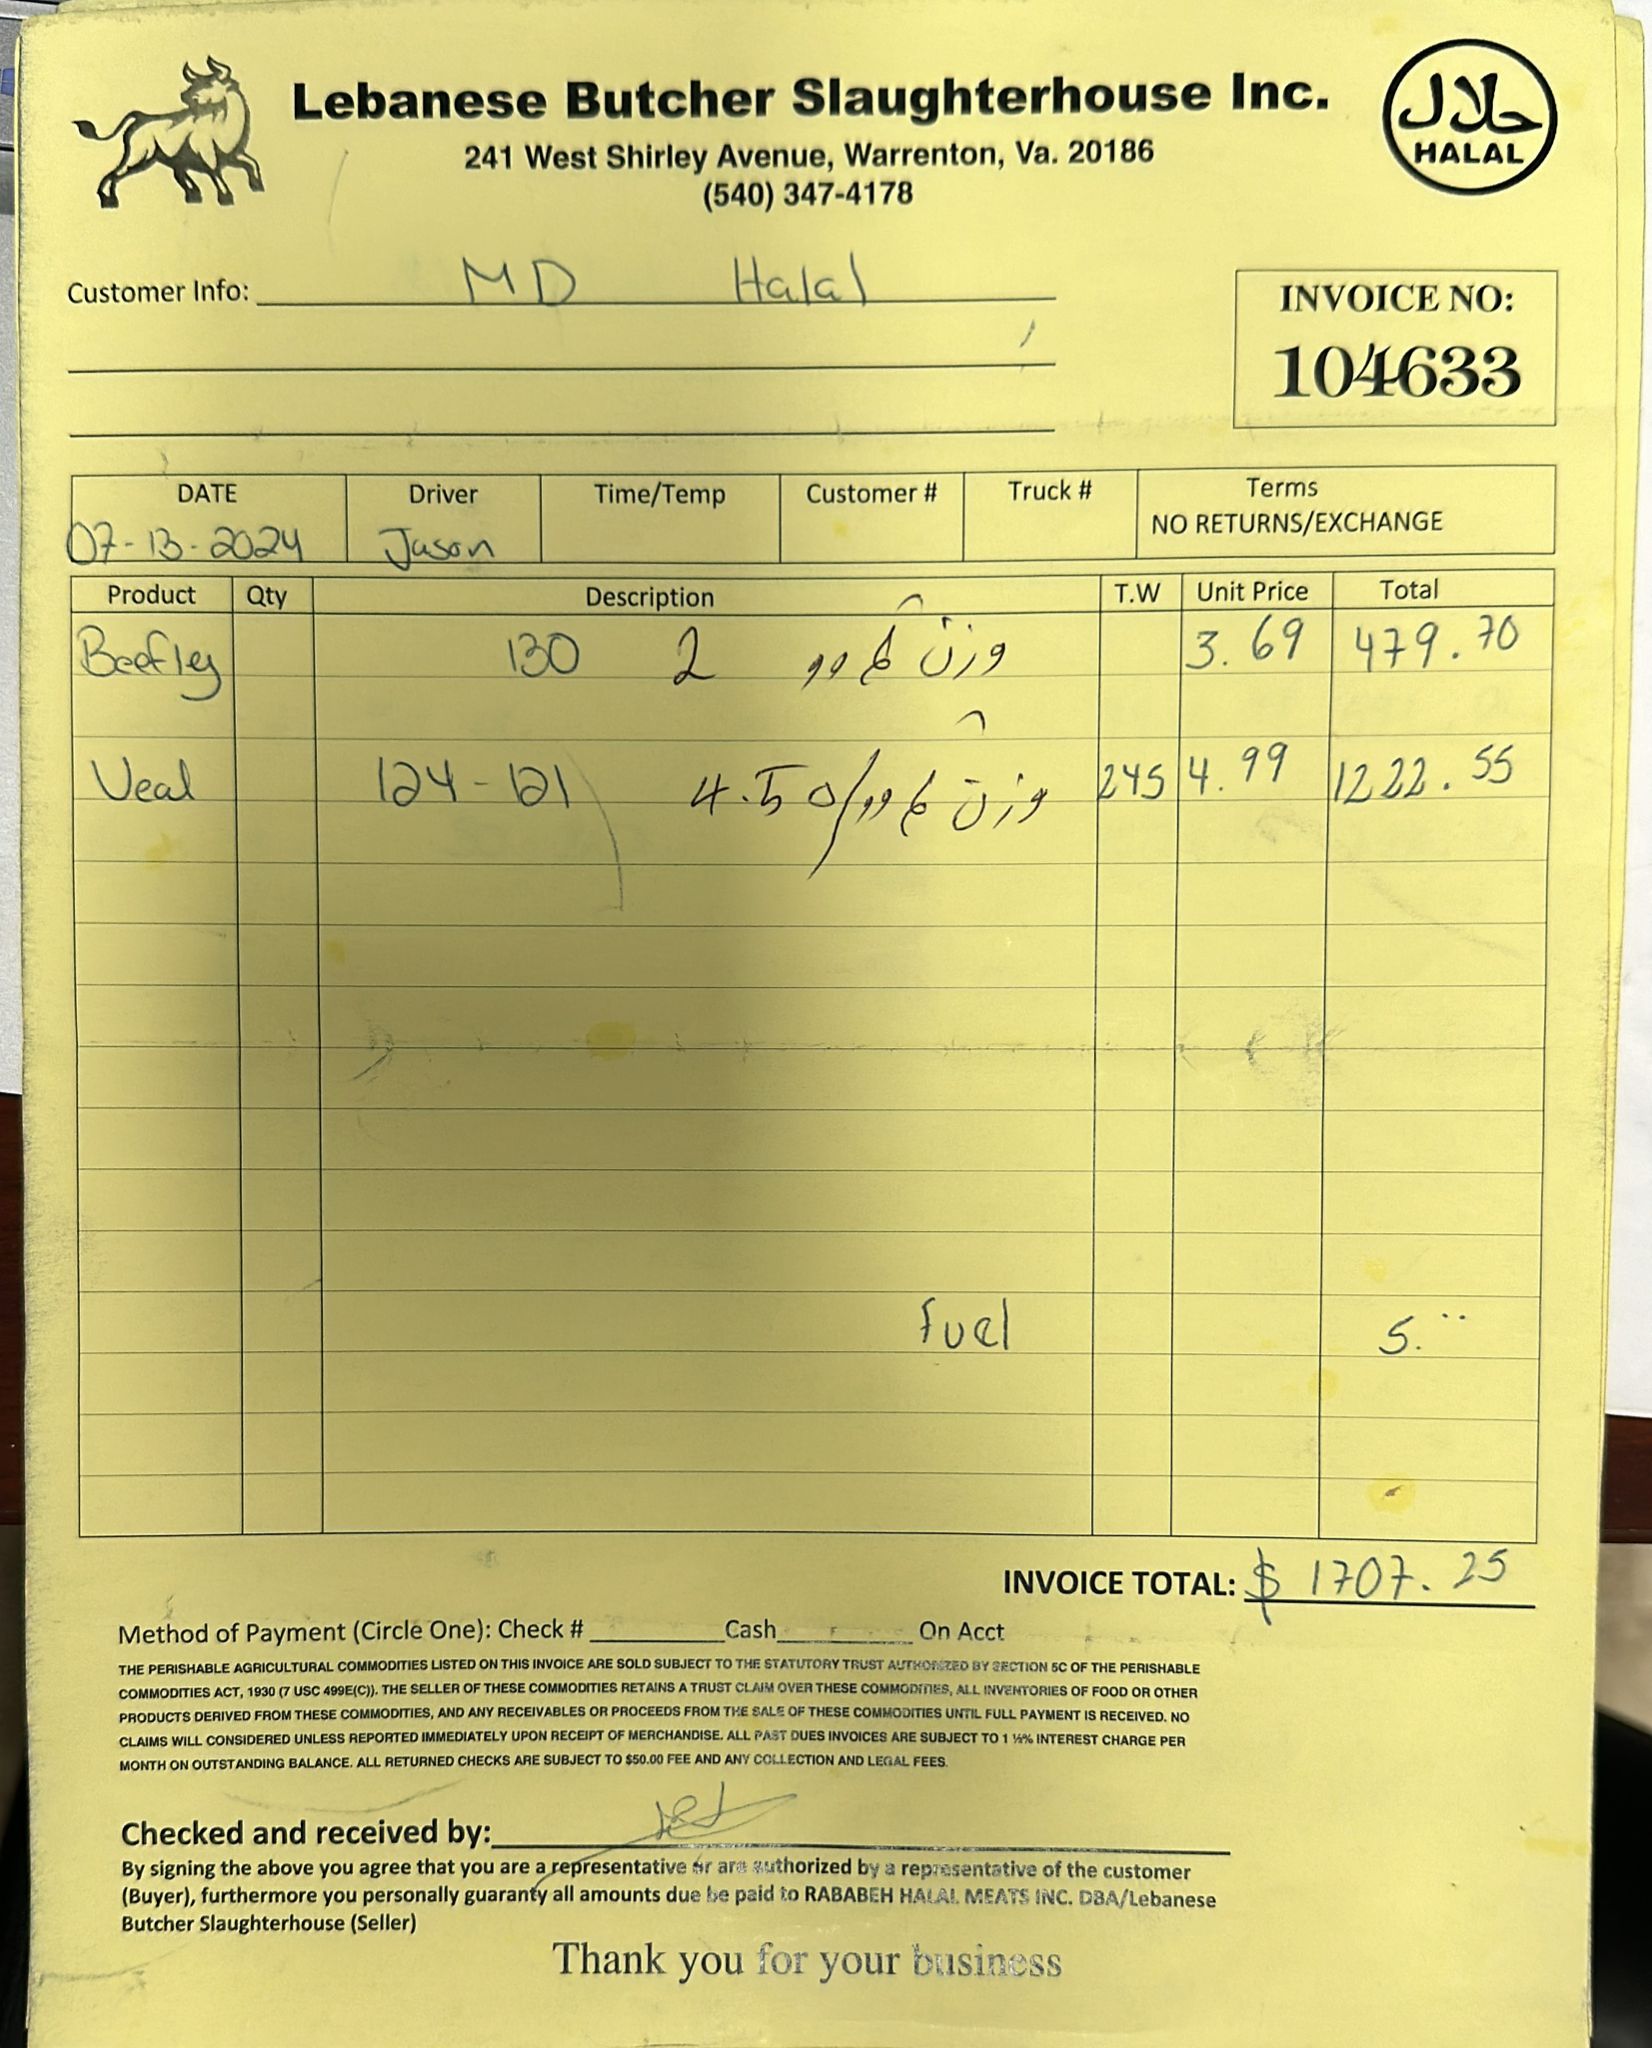 Lebanese Butcher Slaughterhouse Inc.
حلال
HALAL
241 West Shirley Avenue, Warrenton, Va. 20186
(540) 347-4178
Customer Info: MD Halal
INVOICE NO:
104633
DATE Driver Time/Temp Customer # Truck # Terms
NO RETURNS/EXCHANGE
07-13-2024 Jason
Product Qty Description T.W Unit Price Total
Beefleg 130 2 وزن 3.69 479.70
Veal 124-121 4.50/ وزن 245 4.99 1222.55
Fuel 5.
INVOICE TOTAL: $ 1707.25
Method of Payment (Circle One): Check # Cash On Acct
THE PERISHABLE AGRICULTURAL COMMODITIES LISTED ON THIS INVOICE ARE SOLD SUBJECT TO THE STATUTORY TRUST AUTHORIZED BY SECTION 5C OF THE PERISHABLE
COMMODITIES ACT, 1930 (7 USC 499E(C)). THE SELLER OF THESE COMMODITIES RETAINS A TRUST CLAIM OVER THESE COMMODITIES, ALL INVENTORIES OF FOOD OR OTHER
PRODUCTS DERIVED FROM THESE COMMODITIES, AND ANY RECEIVABLES OR PROCEEDS FROM THE SALE OF THESE COMMODITIES UNTIL FULL PAYMENT IS RECEIVED. NO
CLAIMS WILL CONSIDERED UNLESS REPORTED IMMEDIATELY UPON RECEIPT OF MERCHANDISE. ALL PAST DUES INVOICES ARE SUBJECT TO 1 ½% INTEREST CHARGE PER
MONTH ON OUTSTANDING BALANCE. ALL RETURNED CHECKS ARE SUBJECT TO $50.00 FEE AND ANY COLLECTION AND LEGAL FEES.
Checked and received by:
By signing the above you agree that you are a representative or are authorized by a representative of the customer
(Buyer), furthermore you personally guaranty all amounts due be paid to RABABEH HALAL MEATS INC. DBA/Lebanese
Butcher Slaughterhouse (Seller)
Thank you for your business